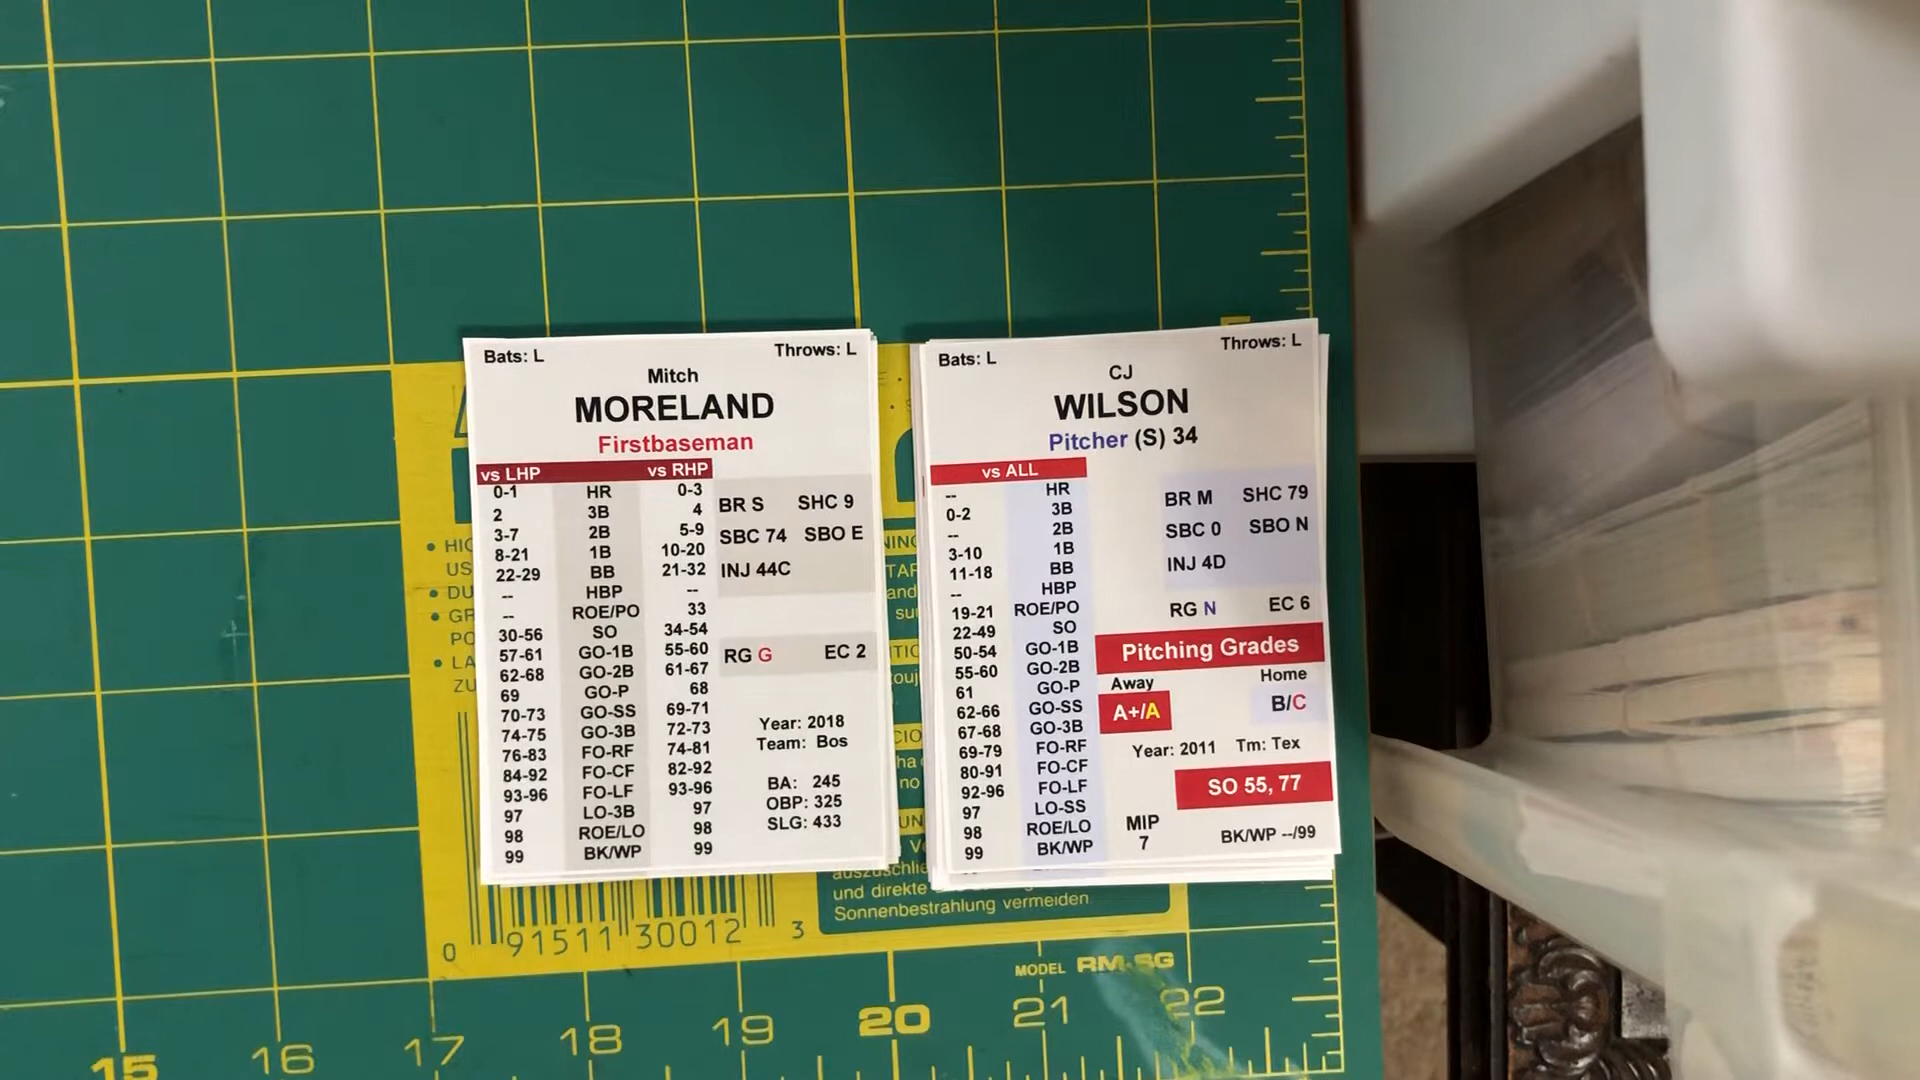 Bats: L Throws: L
Mitch
MORELAND
Firstbaseman
vs LHP vs RHP
0-1 HR 0-3
2 3B 4
3-7 2B 5-9
8-21 1B 10-20
22-29 BB 21-32
-- HBP --
-- ROE/PO 33
30-56 SO 34-54
57-61 GO-1B 55-60
62-68 GO-2B 61-67
69 GO-P 68
70-73 GO-SS 69-71
74-75 GO-3B 72-73
76-83 FO-RF 74-81
84-92 FO-CF 82-92
93-96 FO-LF 93-96
97 LO-3B 97
98 ROE/LO 98
99 BK/WP 99
BR S SHC 9
SBC 74 SBO E
INJ 44C
RG G EC 2
Year: 2018
Team: Bos
BA: 245
OBP: 325
SLG: 433
Bats: L Throws: L
CJ
WILSON
Pitcher (S) 34
vs ALL
-- HR
0-2 3B
-- 2B
3-10 1B
11-18 BB
-- HBP
19-21 ROE/PO
22-49 SO
50-54 GO-1B
55-60 GO-2B
61 GO-P
62-66 GO-SS
67-68 GO-3B
69-79 FO-RF
80-91 FO-CF
92-96 FO-LF
97 LO-SS
98 ROE/LO
99 BK/WP
BR M SHC 79
SBC 0 SBO N
INJ 4D
RG N EC 6
Pitching Grades
Away Home
A+/A B/C
Year: 2011 Tm: Tex
SO 55, 77
MIP
7
BK/WP --/99
und direkte
Sonnenbestrahlung vermeiden
0 91511 30012 3
MODEL RM-SG
15 16 17 18 19 20 21 22